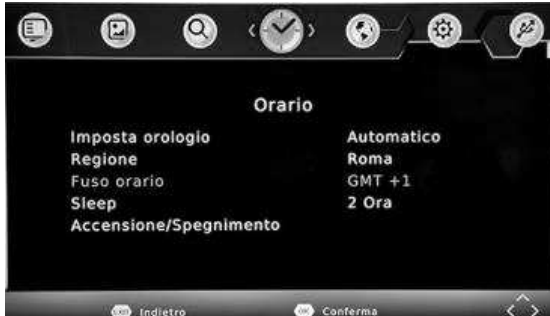 Orario
Imposta orologio Automatico
Regione Roma
Fuso orario GMT +1
Sleep 2 Ora
Accensione/Spegnimento
Indietro Conferma